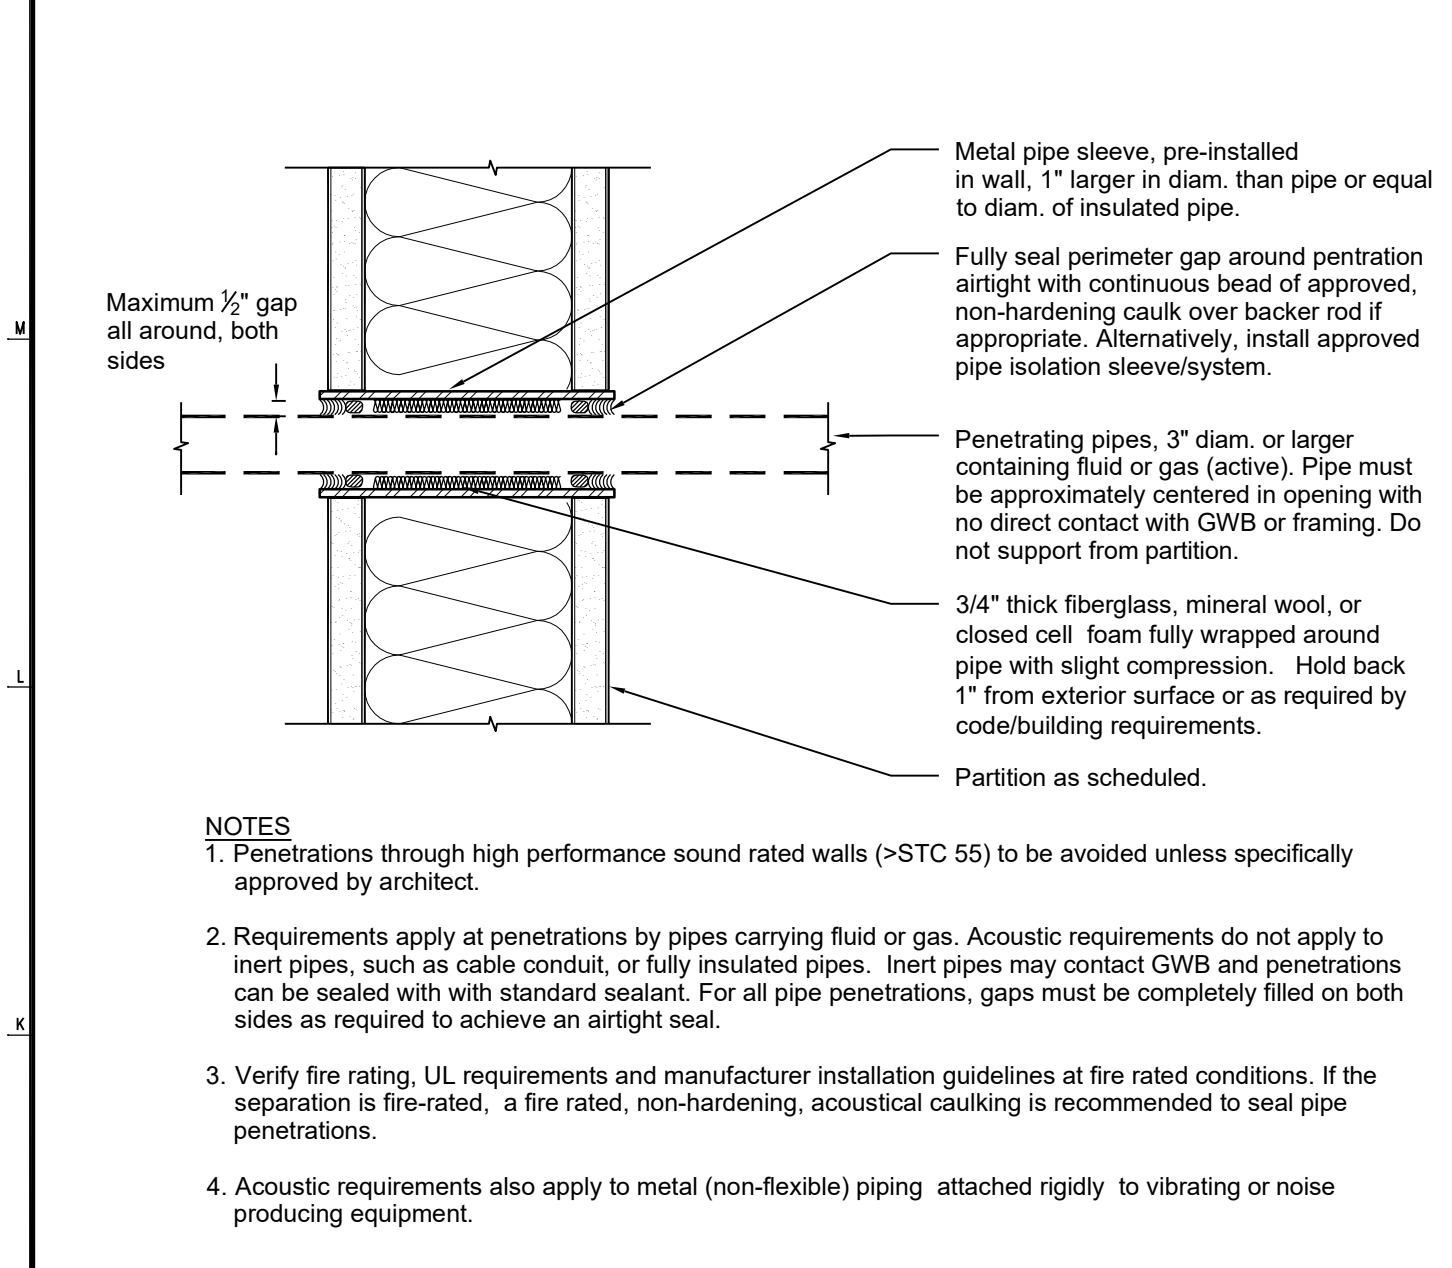 Metal pipe sleeve, pre-installed
in wall, 1" larger in diam. than pipe or equal
to diam. of insulated pipe.
Fully seal perimeter gap around pentration
airtight with continuous bead of approved,
non-hardening caulk over backer rod if
appropriate. Alternatively, install approved
pipe isolation sleeve/system.
Maximum ½" gap
all around, both
sides
M
Penetrating pipes, 3" diam. or larger
containing fluid or gas (active). Pipe must
be approximately centered in opening with
no direct contact with GWB or framing. Do
not support from partition.
3/4" thick fiberglass, mineral wool, or
closed cell  foam fully wrapped around
pipe with slight compression.   Hold back
1" from exterior surface or as required by
code/building requirements.
L
Partition as scheduled.
NOTES
1. Penetrations through high performance sound rated walls (>STC 55) to be avoided unless specifically
approved by architect.
2. Requirements apply at penetrations by pipes carrying fluid or gas. Acoustic requirements do not apply to
inert pipes, such as cable conduit, or fully insulated pipes.  Inert pipes may contact GWB and penetrations
can be sealed with with standard sealant. For all pipe penetrations, gaps must be completely filled on both
sides as required to achieve an airtight seal.
K
3. Verify fire rating, UL requirements and manufacturer installation guidelines at fire rated conditions. If the
separation is fire-rated,  a fire rated, non-hardening, acoustical caulking is recommended to seal pipe
penetrations.
4. Acoustic requirements also apply to metal (non-flexible) piping  attached rigidly  to vibrating or noise
producing equipment.